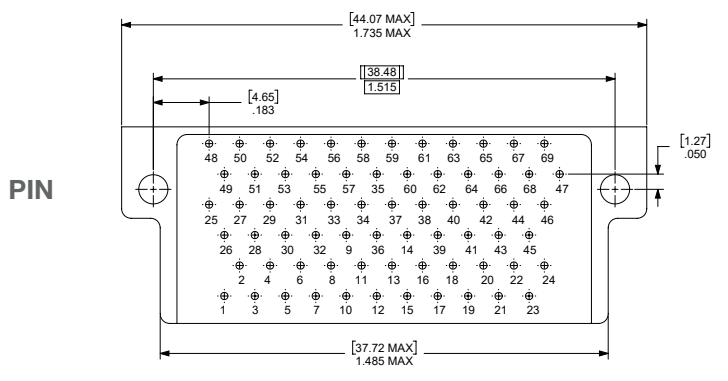 [44.07 MAX]
1.735 MAX
[38.48]
1.515
[4.65]
.183
[1.27]
.050
PIN
48 50 52 54 56 58 59 61 63 65 67 69
49 51 53 55 57 35 60 62 64 66 68 47
25 27 29 31 33 34 37 38 40 42 44 46
26 28 30 32 9 36 14 39 41 43 45
2 4 6 8 11 13 16 18 20 22 24
1 3 5 7 10 12 15 17 19 21 23
[37.72 MAX]
1.485 MAX